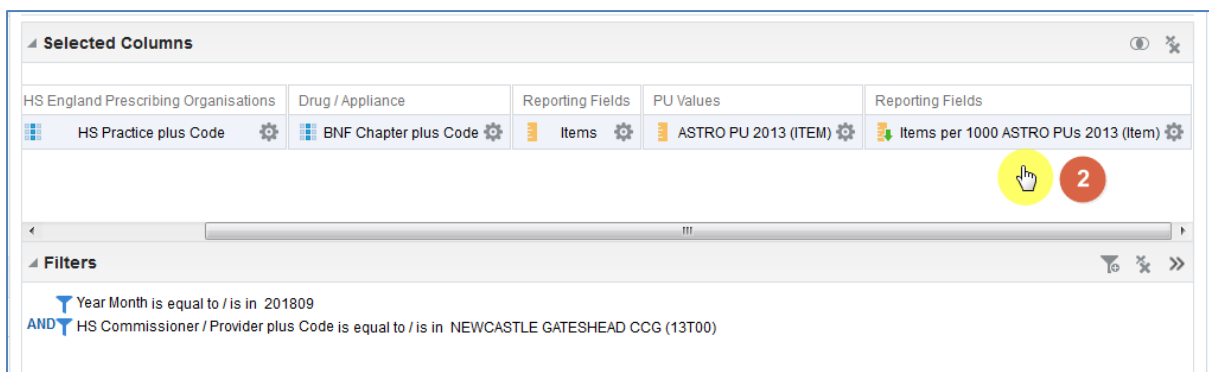 Selected Columns
HS England Prescribing Organisations Drug / Appliance Reporting Fields PU Values Reporting Fields
HS Practice plus Code BNF Chapter plus Code Items ASTRO PU 2013 (ITEM) Items per 1000 ASTRO PUs 2013 (Item)
2
Filters
Year Month is equal to / is in 201809
AND HS Commissioner / Provider plus Code is equal to / is in NEWCASTLE GATESHEAD CCG (13T00)